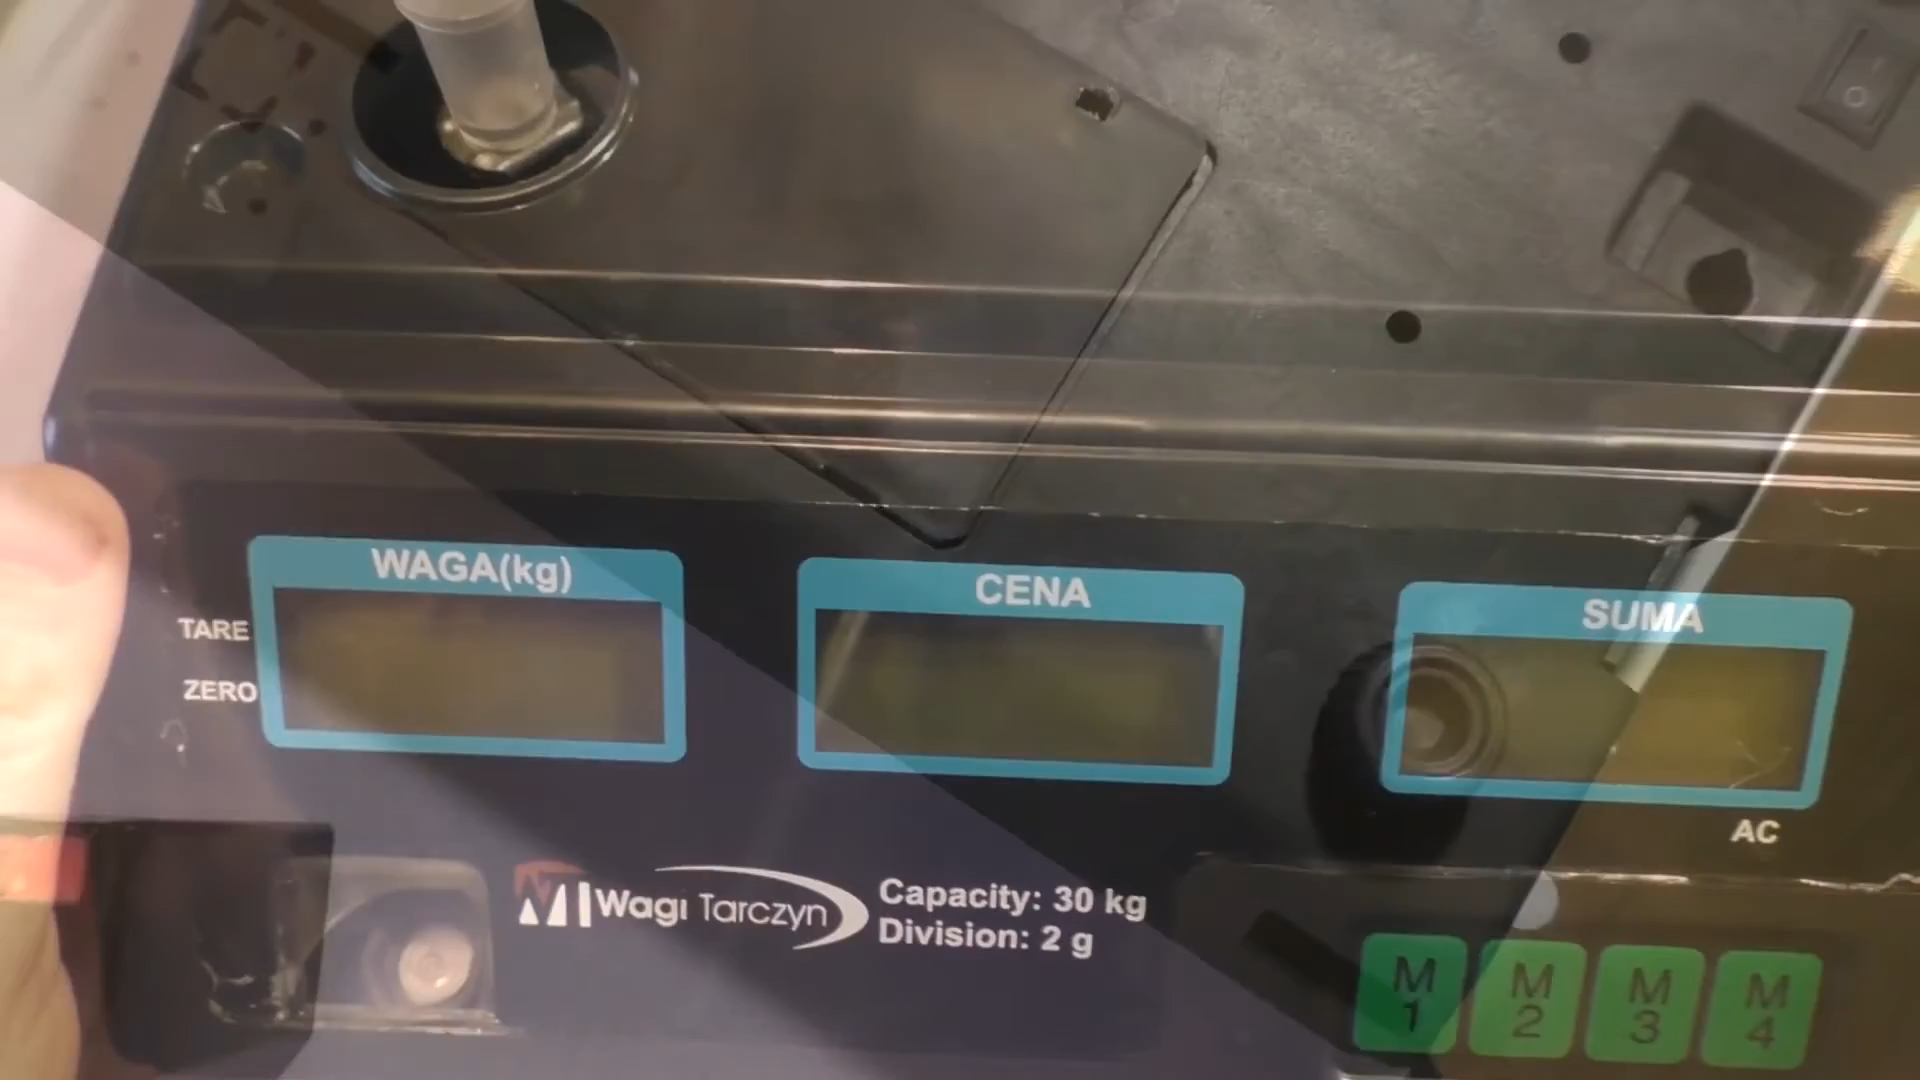 WAGA(kg)
CENA
SUMA
TARE
ZERO
AC
Wagi Tarczyn
Capacity: 30 kg
Division: 2 g
M
1
M
2
M
3
M
4